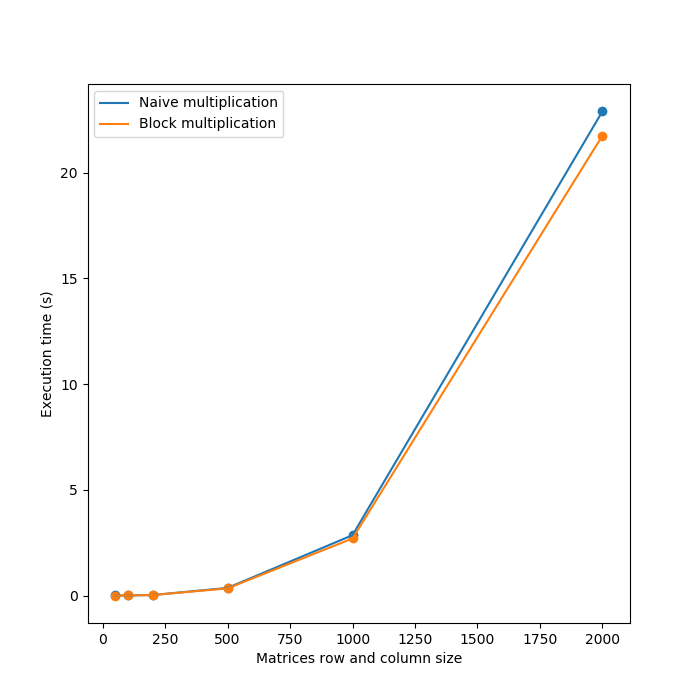 Naive multiplication
Block multiplication
20
15
10
5
0
Execution time (s)
0 250 500 750 1000 1250 1500 1750 2000
Matrices row and column size